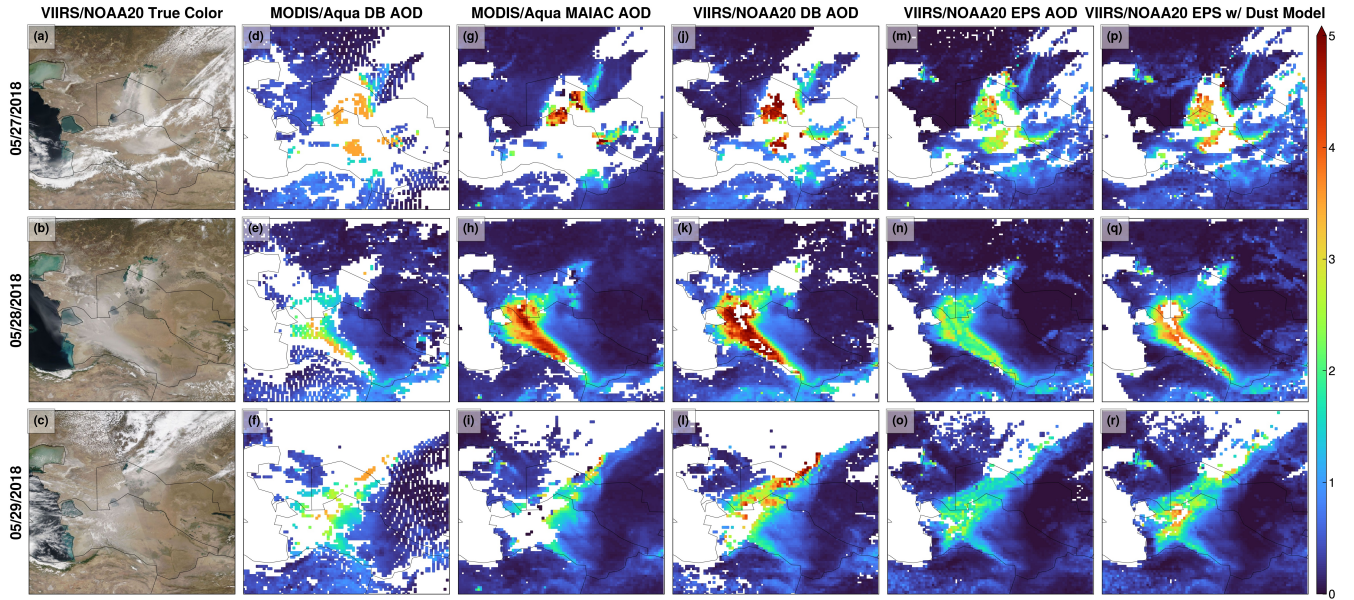 VIIRS/NOAA20 True Color MODIS/Aqua DB AOD MODIS/Aqua MAIAC AOD VIIRS/NOAA20 DB AOD VIIRS/NOAA20 EPS AOD VIIRS/NOAA20 EPS w/ Dust Model
05/27/2018
(a) (d) (g) (j) (m) (p)
05/28/2018
(b) (e) (h) (k) (n) (q)
05/29/2018
(c) (f) (i) (l) (o) (r)
5
4
3
2
1
0